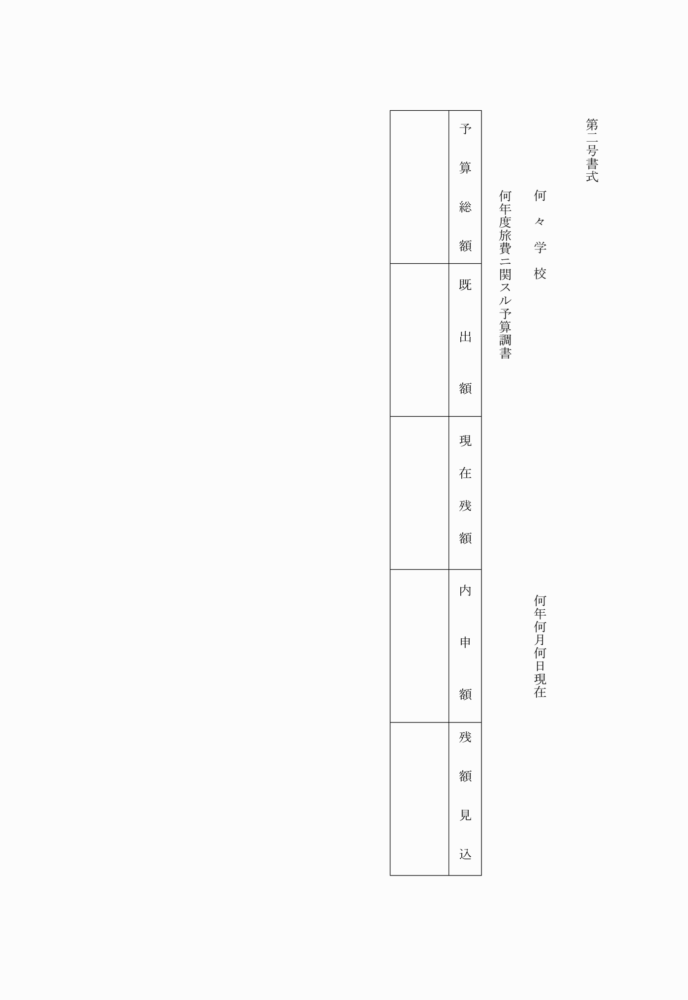 第二号書式
何々学校
何年何月何日現在
何年度旅費ニ関スル予算調書
予算総額
既出額
現在残額
内申額
残額見込